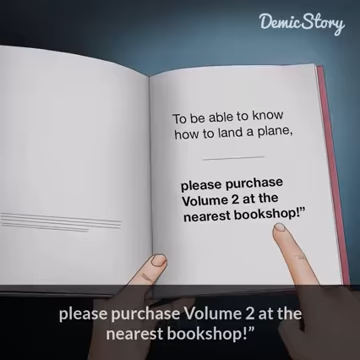 DemicStory
To be able to know
how to land a plane,
please purchase
Volume 2 at the
nearest bookshop!”
please purchase Volume 2 at the
nearest bookshop!”